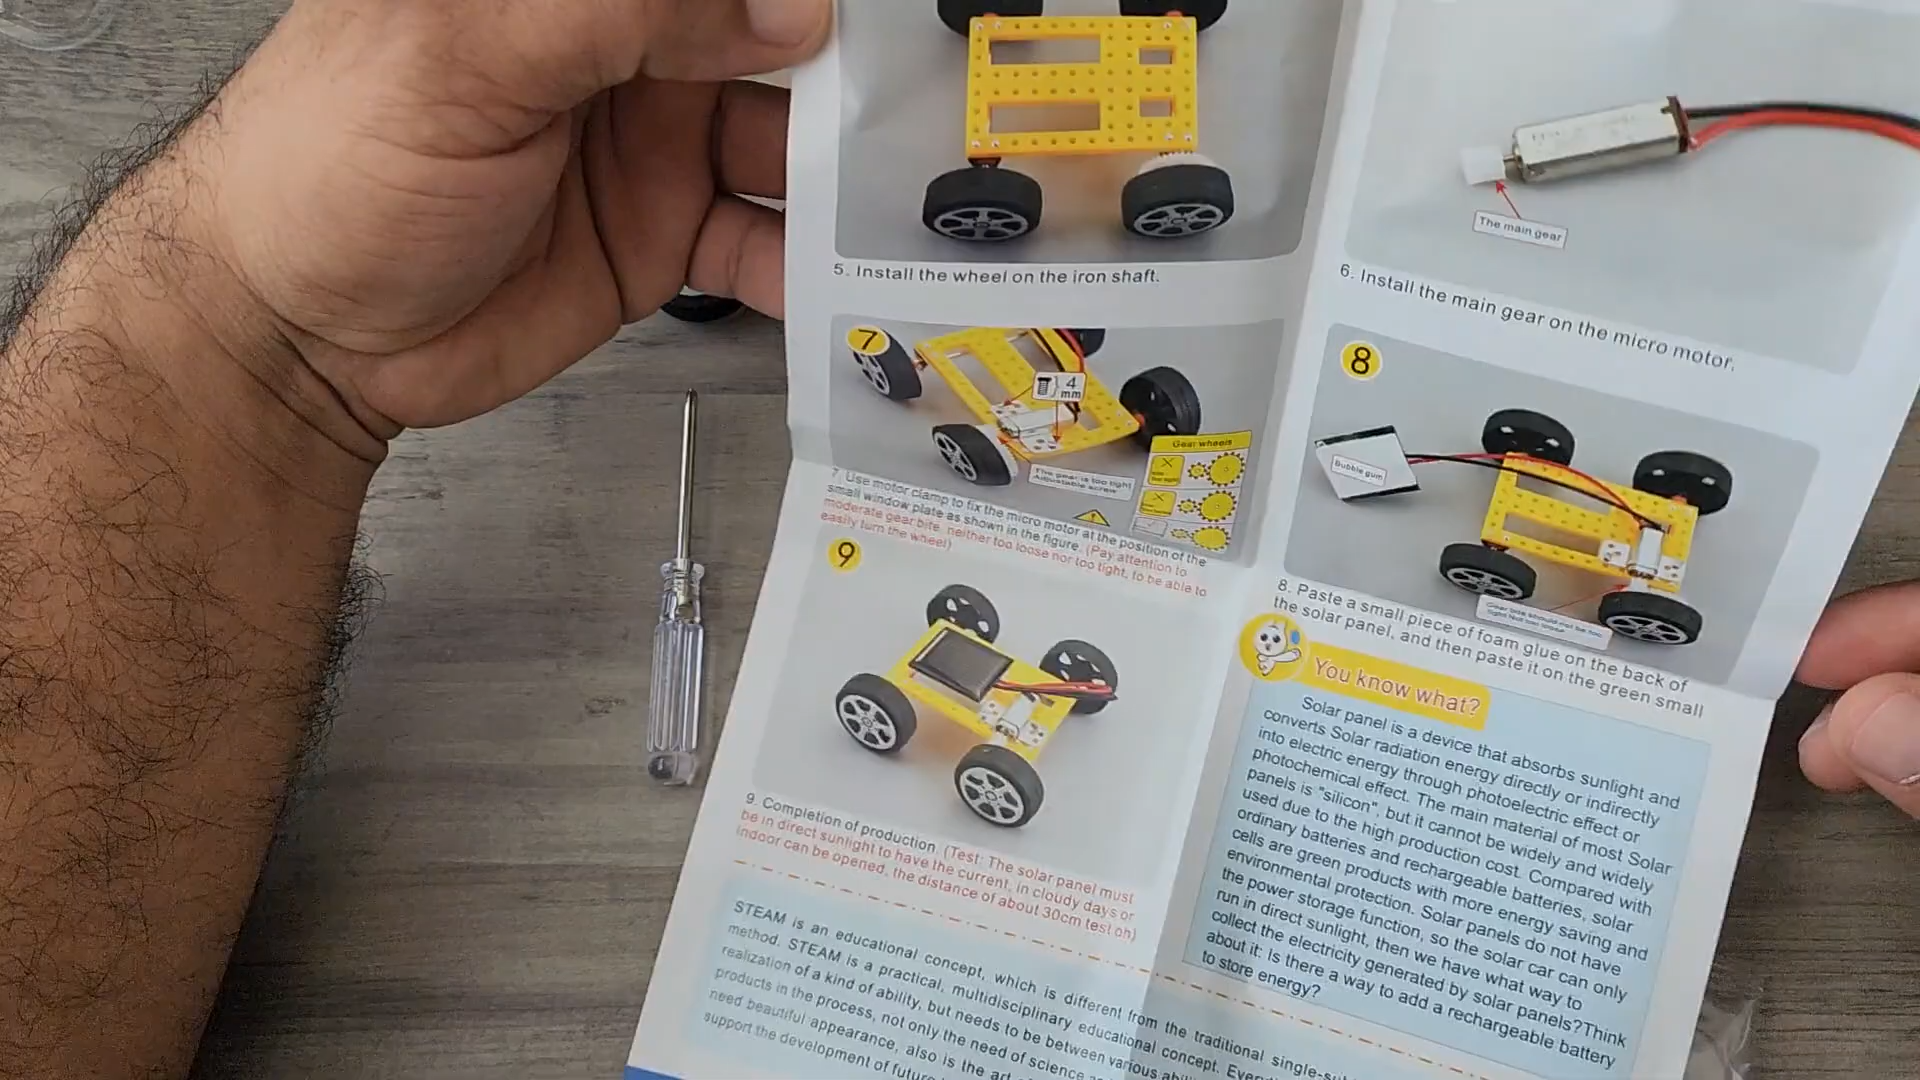 5. Install the wheel on the iron shaft.
The main gear
6. Install the main gear on the micro motor.
7
4
mm
The gear is too tight
Adjustable screw
Gear wheels
7. Use motor clamp to fix the micro motor at the position of the
small window plate as shown in the figure. (Pay attention to
moderate gear bite, neither too loose nor too tight, to be able to
easily turn the wheel)
8
Bubble gum
Gear bite should not be too
8. Paste a small piece of foam glue on the back of
the solar panel, and then paste it on the green small
9
9. Completion of production. (Test: The solar panel must
be in direct sunlight to have the current, in cloudy days or
indoor can be opened, the distance of about 30cm test oh)
You know what?
Solar panel is a device that absorbs sunlight and
converts Solar radiation energy directly or indirectly
into electric energy through photoelectric effect or
photochemical effect. The main material of most Solar
panels is "silicon", but it cannot be widely and widely
used due to the high production cost. Compared with
ordinary batteries and rechargeable batteries, solar
cells are green products with more energy saving and
environmental protection. Solar panels do not have
the power storage function, so the solar car can only
run in direct sunlight, then we have what way to
collect the electricity generated by solar panels?Think
about it: Is there a way to add a rechargeable battery
to store energy?
STEAM is an educational concept, which is different from the traditional single-
method. STEAM is a practical, multidisciplinary educational concept.
realization of a kind of ability, but needs to be between various
products in the process, not only the need of science
need beautiful appearance, also is the art
support the development of future